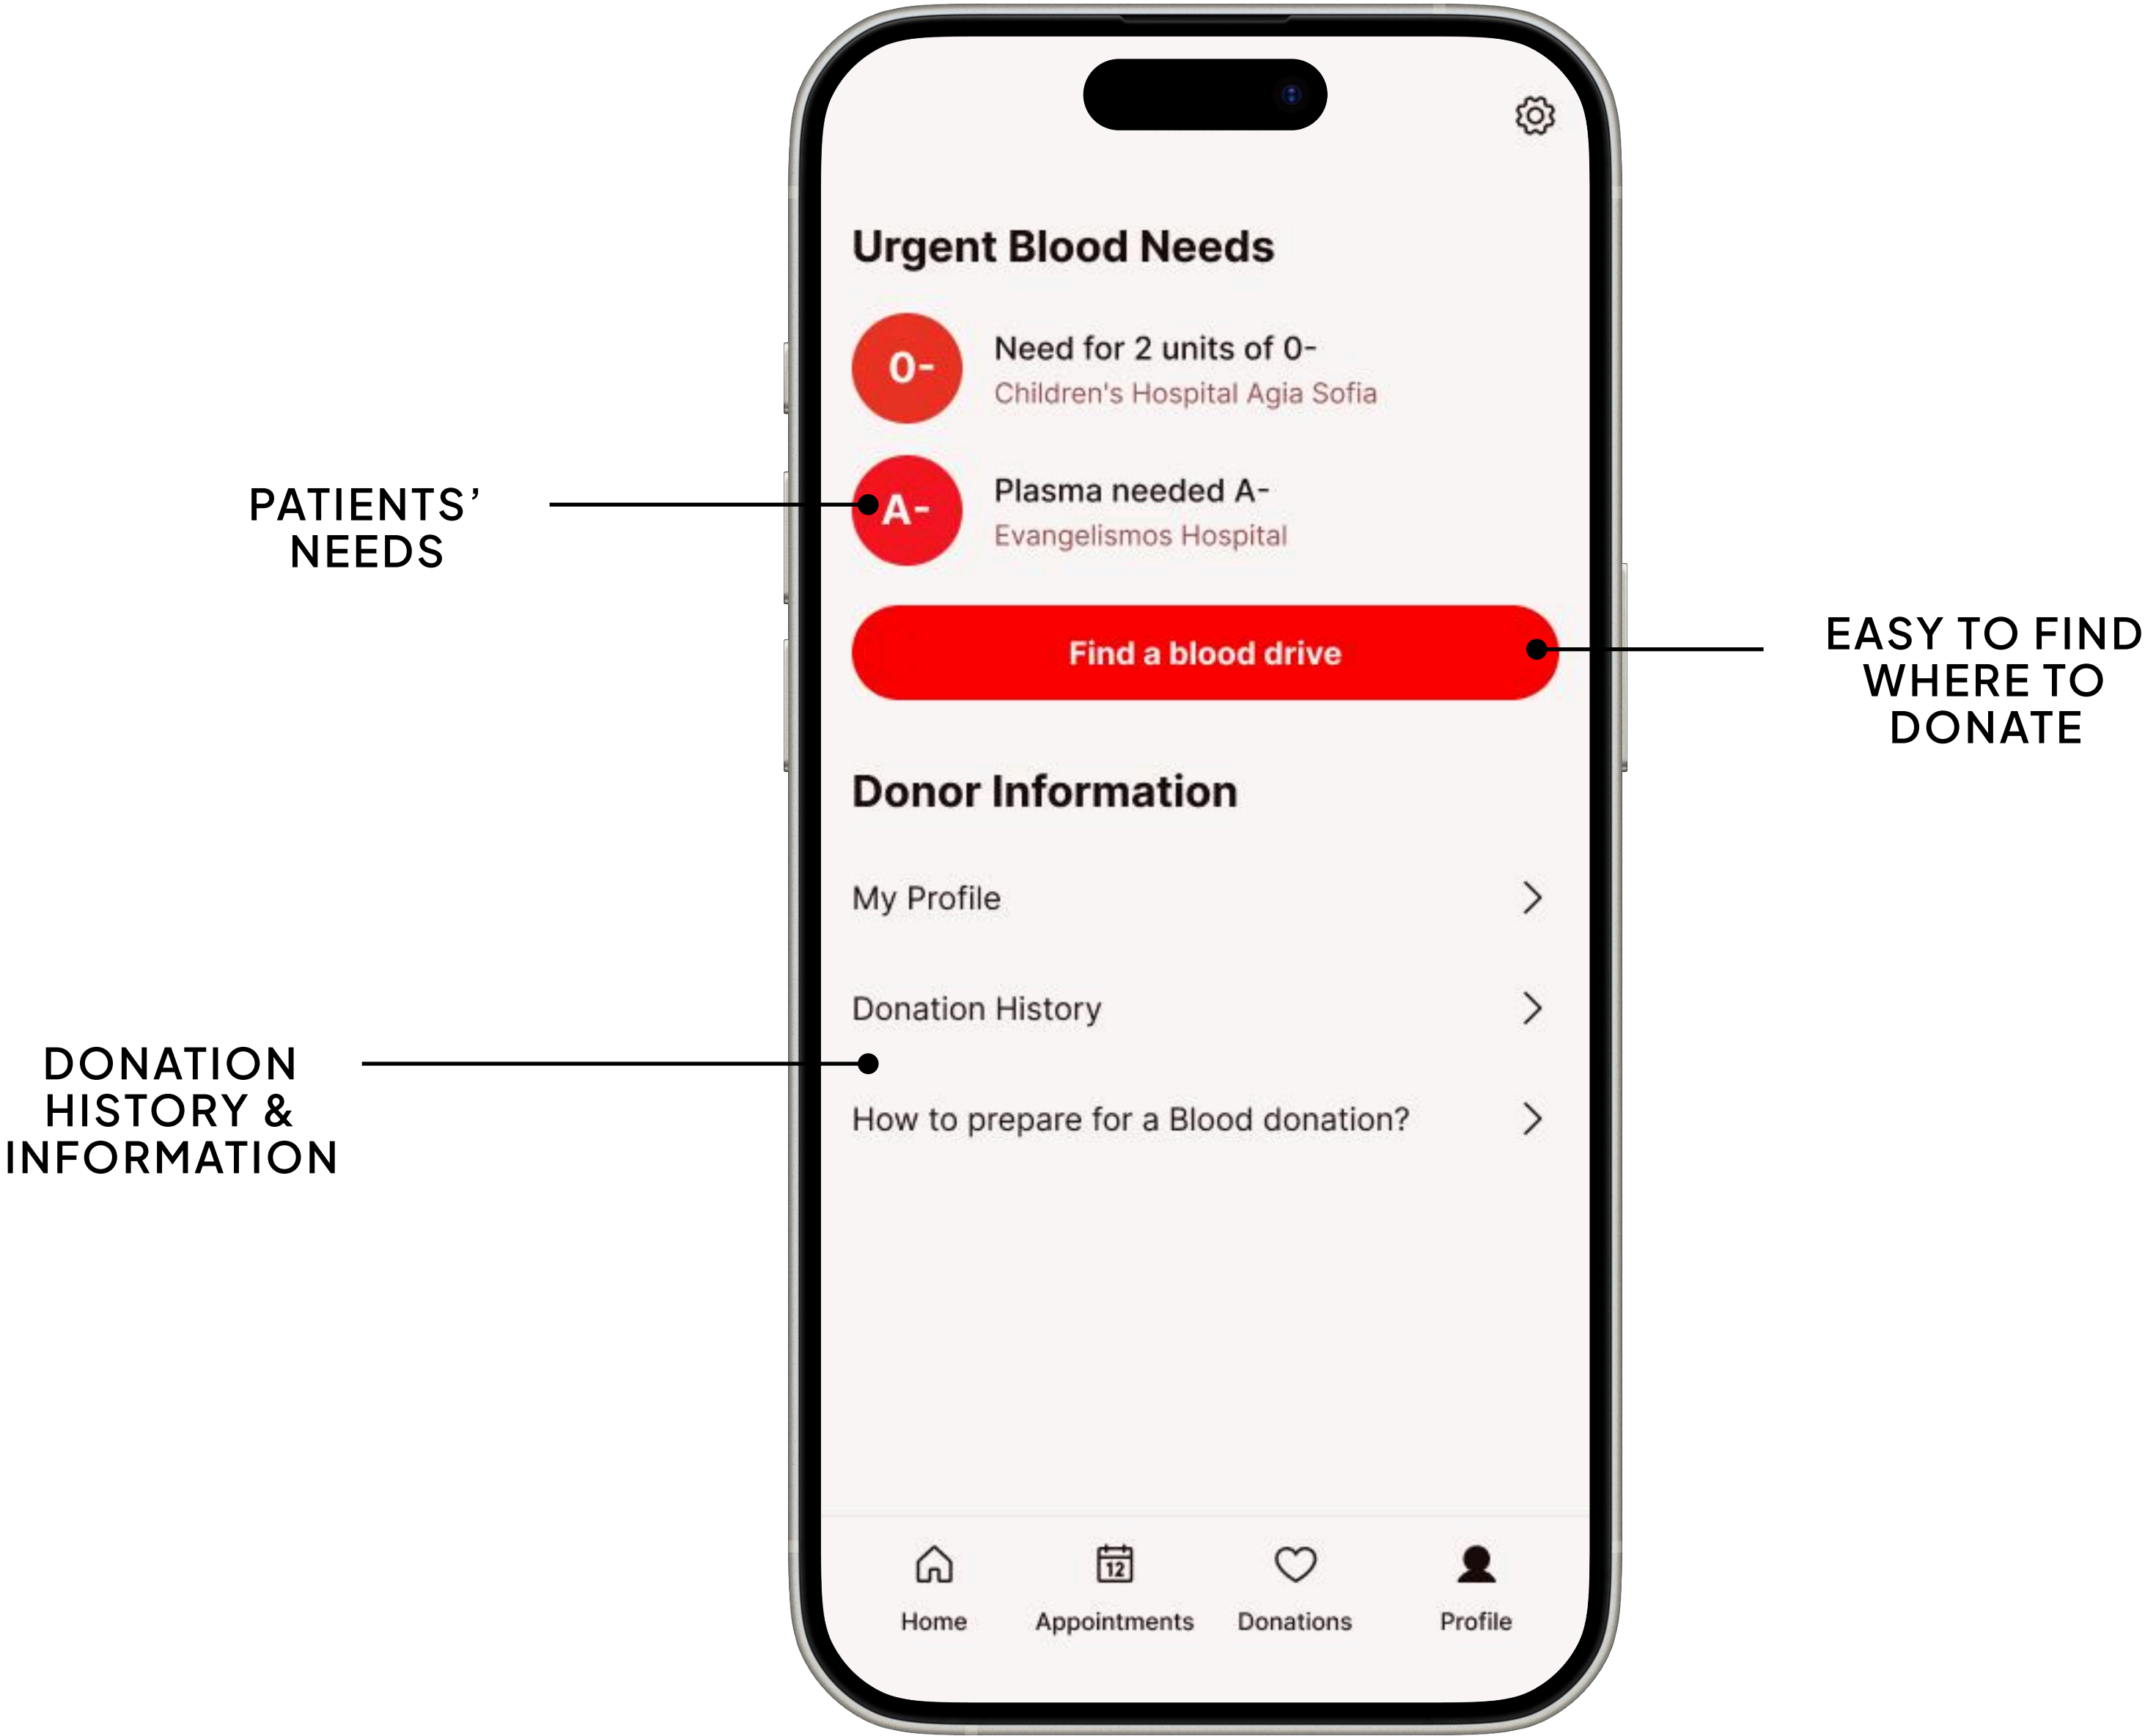 Urgent Blood Needs
0-
Need for 2 units of 0-
Children's Hospital Agia Sofia
PATIENTS’
NEEDS
A-
Plasma needed A-
Evangelismos Hospital
Find a blood drive
EASY TO FIND
WHERE TO
DONATE
Donor Information
My Profile
Donation History
DONATION
HISTORY &
INFORMATION
How to prepare for a Blood donation?
12
Home
Appointments
Donations
Profile